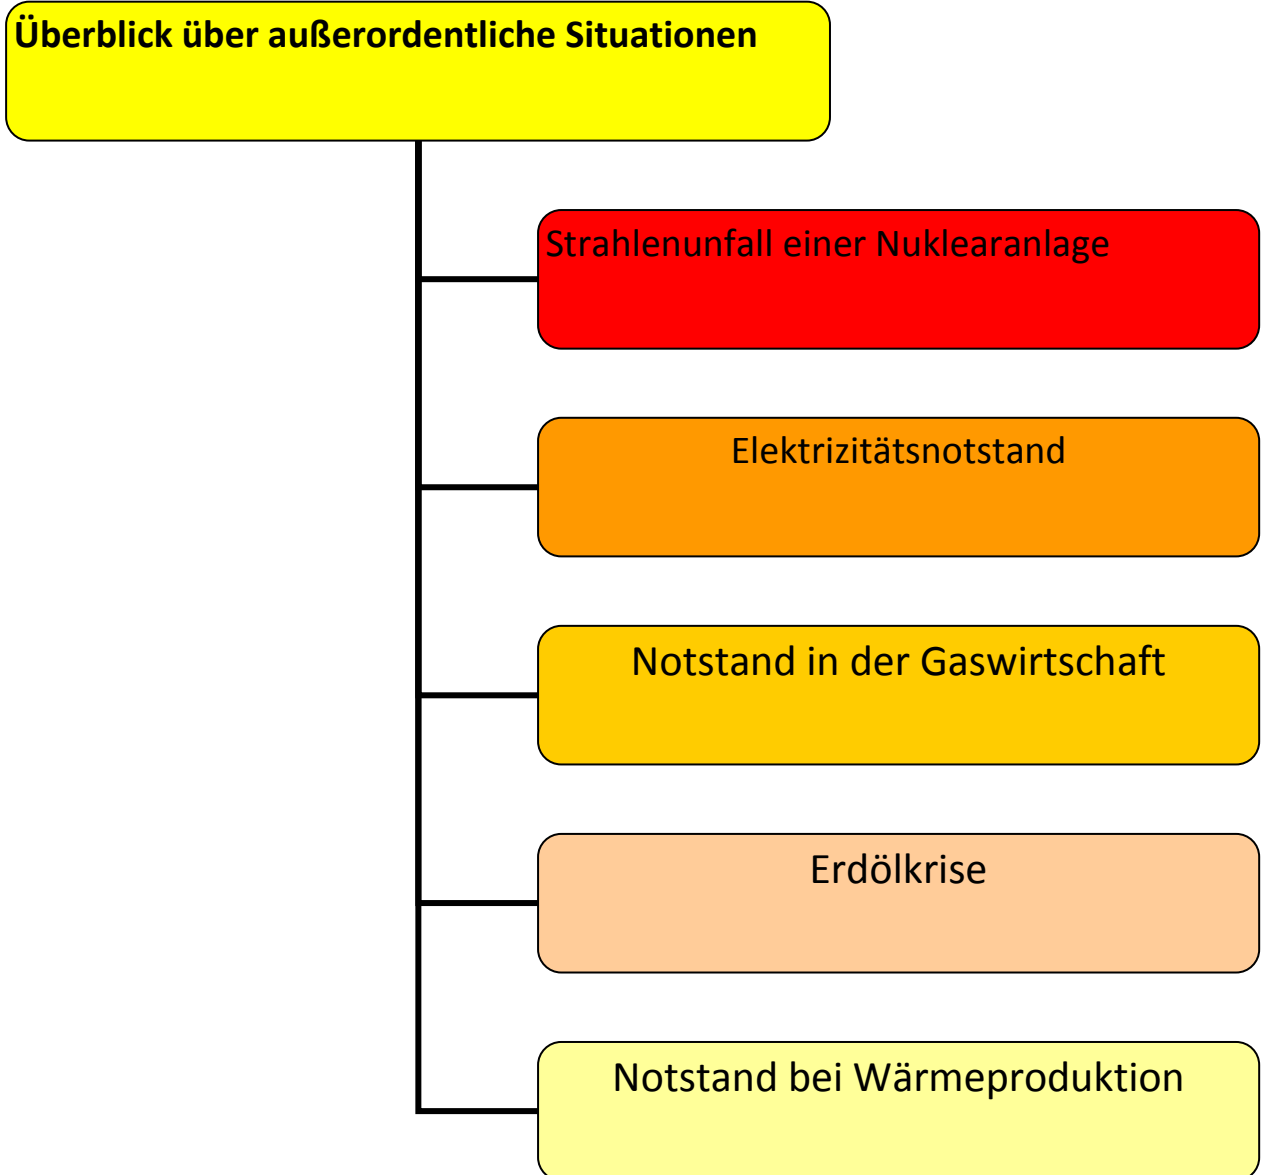 Überblick über außerordentliche Situationen
Strahlenunfall einer Nuklearanlage
Elektrizitätsnotstand
Notstand in der Gaswirtschaft
Erdölkrise
Notstand bei Wärmeproduktion